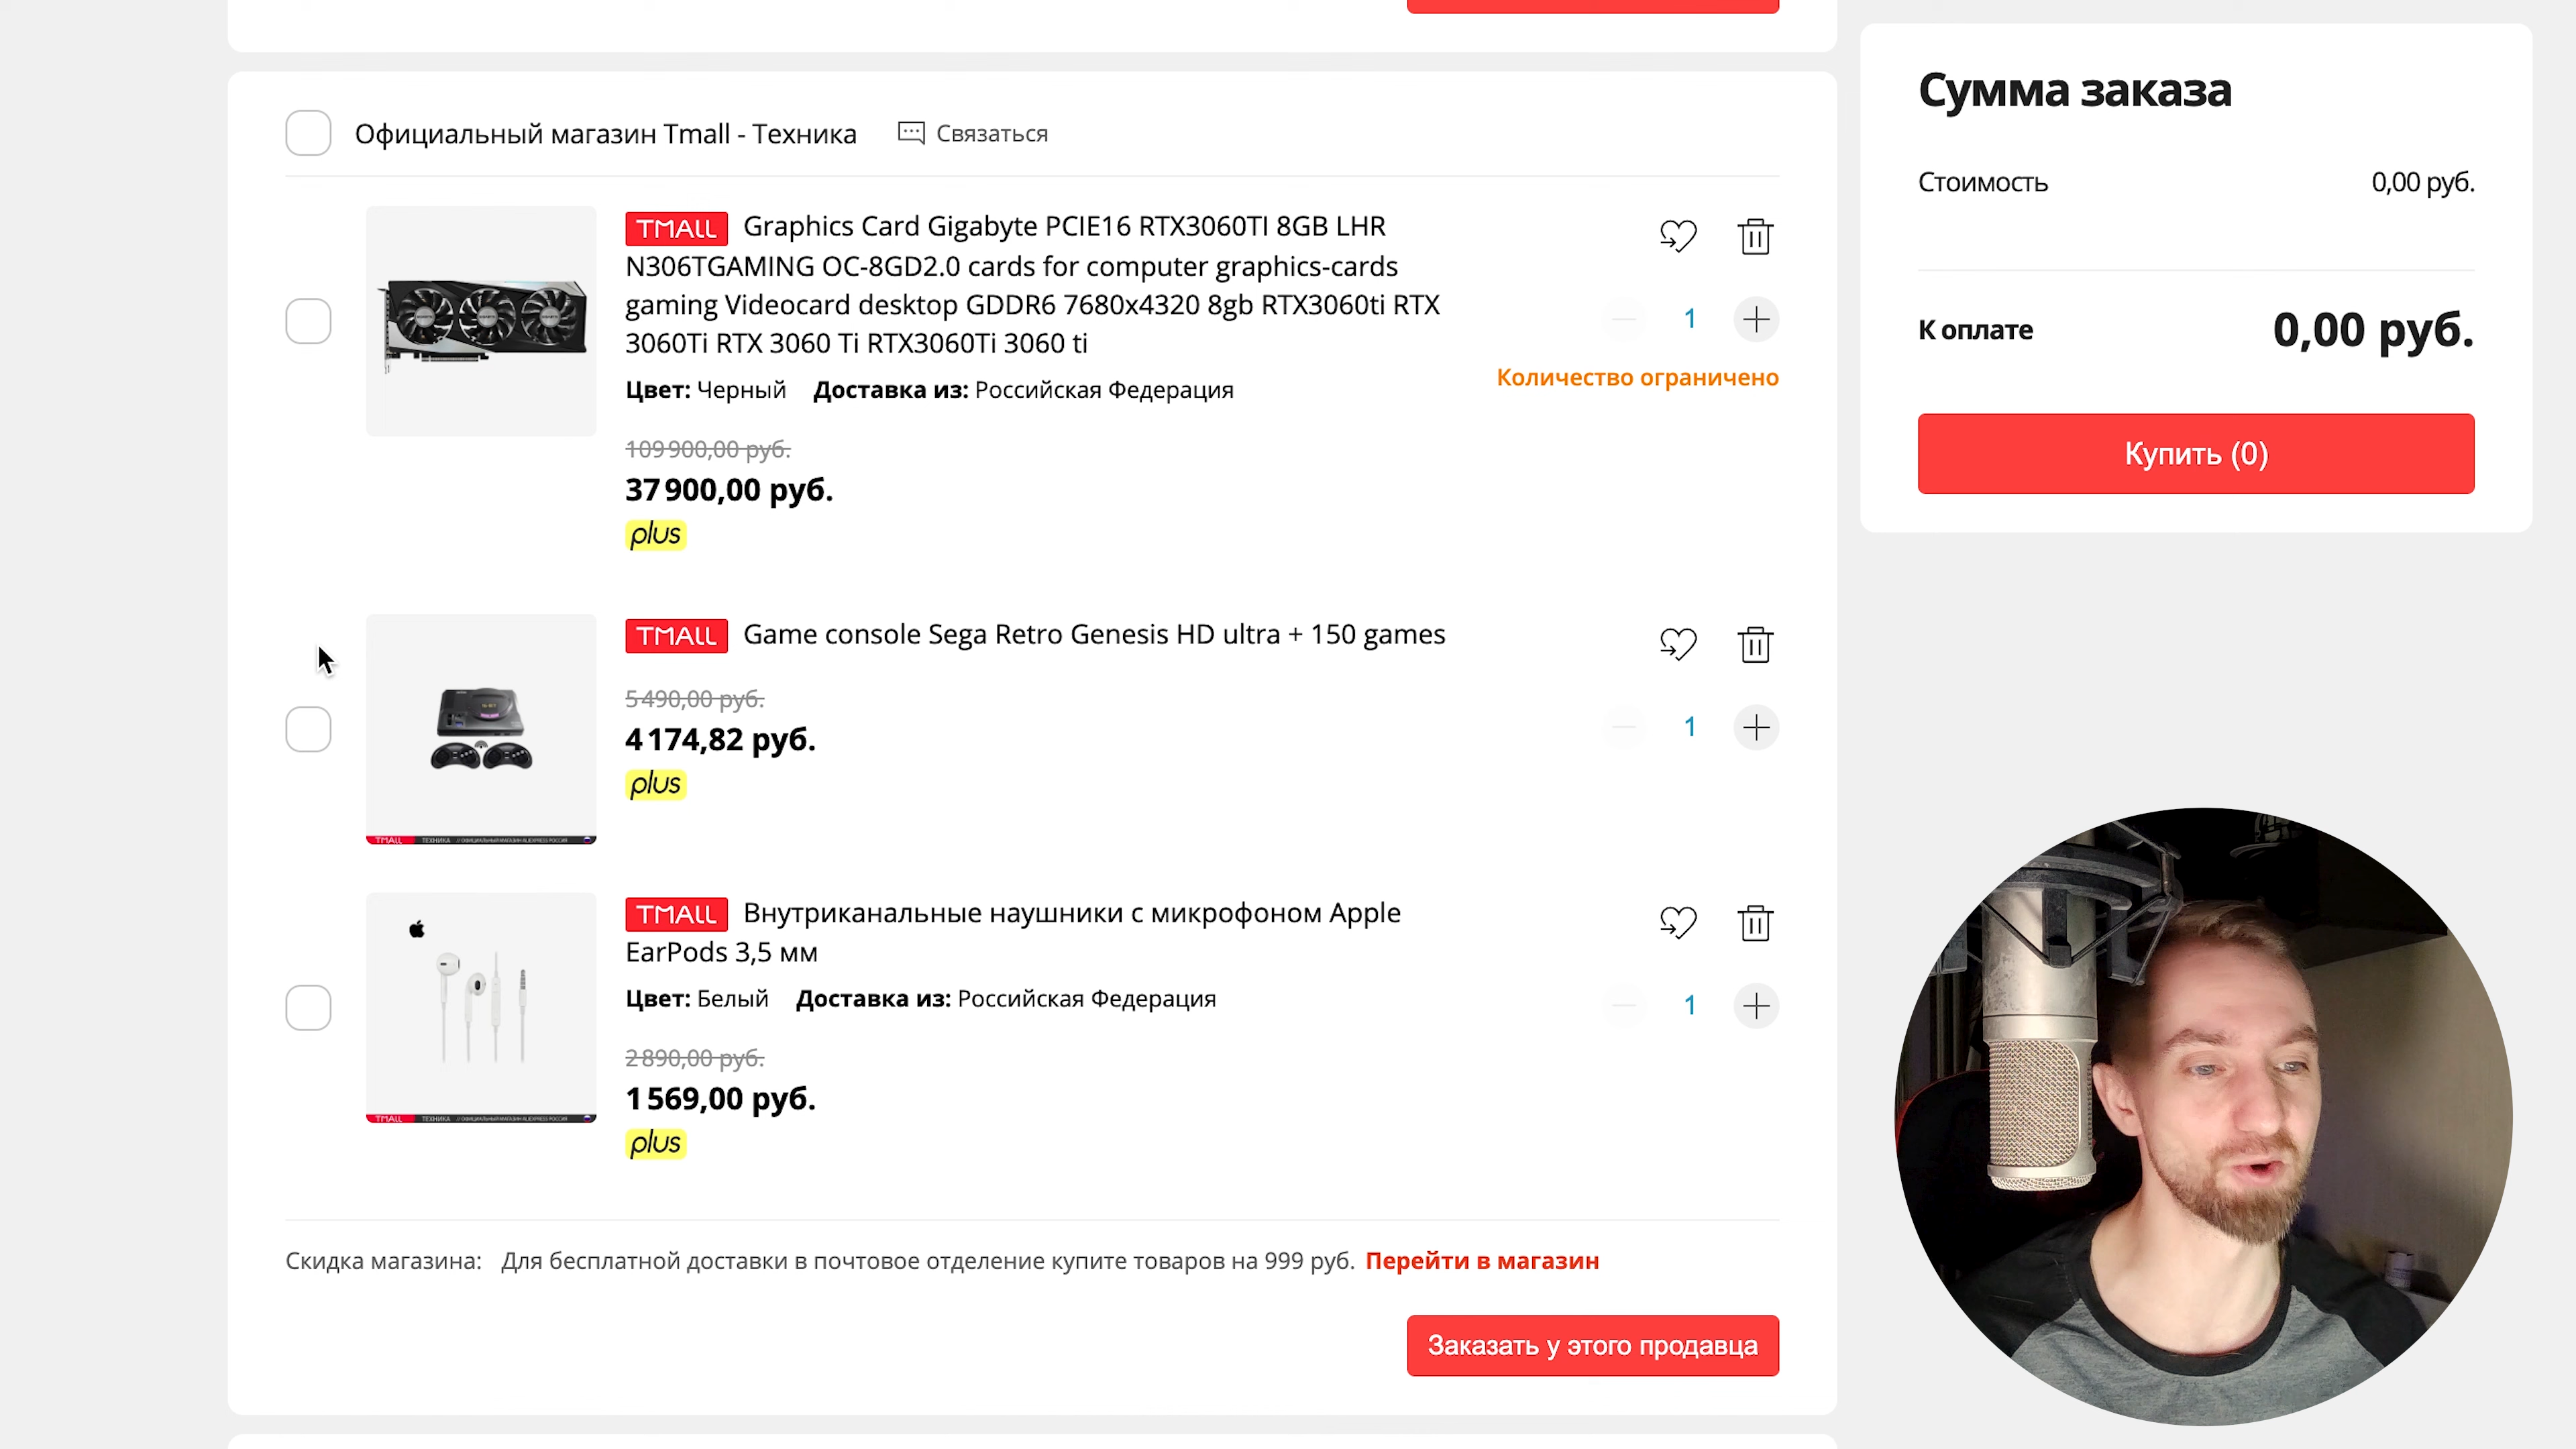 Официальный магазин Tmall - Техника
Связаться
TMALL Graphics Card Gigabyte PCIE16 RTX3060TI 8GB LHR
N306TGAMING OC-8GD2.0 cards for computer graphics-cards
gaming Videocard desktop GDDR6 7680x4320 8gb RTX3060ti RTX
3060Ti RTX 3060 Ti RTX3060Ti 3060 ti
1
Количество ограничено
Цвет: Черный Доставка из: Российская Федерация
109 900,00 руб.
37 900,00 руб.
plus
TMALL Game console Sega Retro Genesis HD ultra + 150 games
1
5 490,00 руб.
4 174,82 руб.
plus
TMALL ТЕХНИКА
TMALL Внутриканальные наушники с микрофоном Apple
EarPods 3,5 мм
1
Цвет: Белый Доставка из: Российская Федерация
2 890,00 руб.
1 569,00 руб.
plus
TMALL ТЕХНИКА
Скидка магазина: Для бесплатной доставки в почтовое отделение купите товаров на 999 руб. Перейти в магазин
Заказать у этого продавца
Сумма заказа
Стоимость 0,00 руб.
К оплате 0,00 руб.
Купить (0)